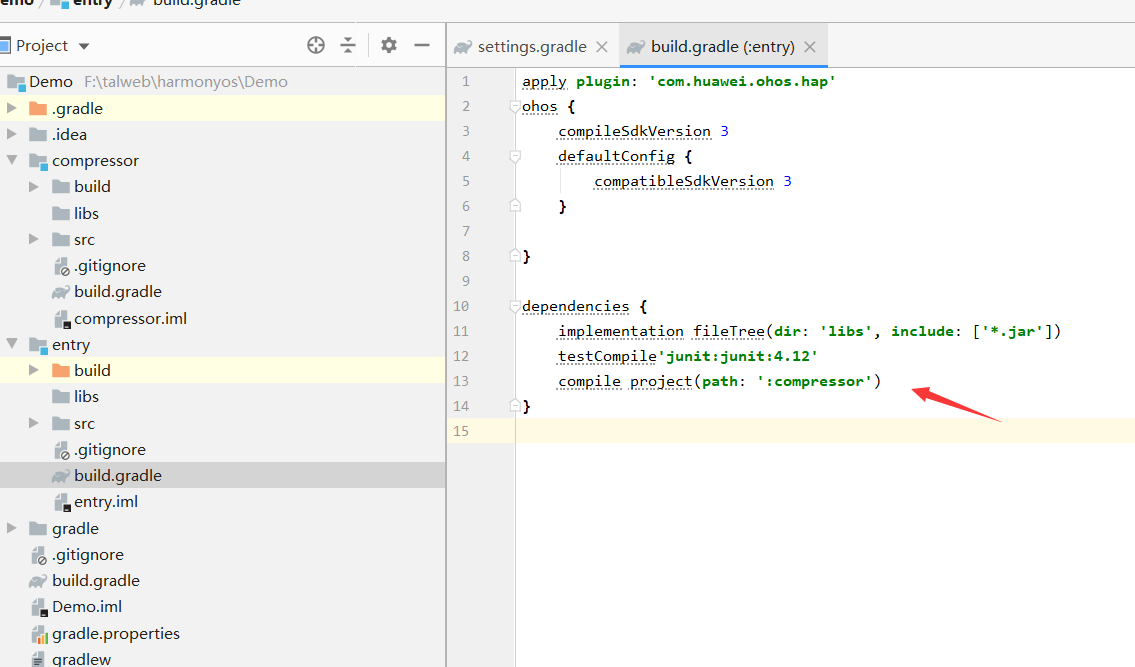 emo / entry / build.gradle
Project
settings.gradle
build.gradle (:entry)
Demo F:\talweb\harmonyos\Demo
.gradle
.idea
compressor
build
libs
src
.gitignore
build.gradle
compressor.iml
entry
build
libs
src
.gitignore
build.gradle
entry.iml
gradle
.gitignore
build.gradle
Demo.iml
gradle.properties
gradlew
1 apply plugin: 'com.huawei.ohos.hap'
2 ohos {
3 compileSdkVersion 3
4 defaultConfig {
5 compatibleSdkVersion 3
6 }
7
8 }
9
10 dependencies {
11 implementation fileTree(dir: 'libs', include: ['*.jar'])
12 testCompile'junit:junit:4.12'
13 compile project(path: ':compressor')
14 }
15